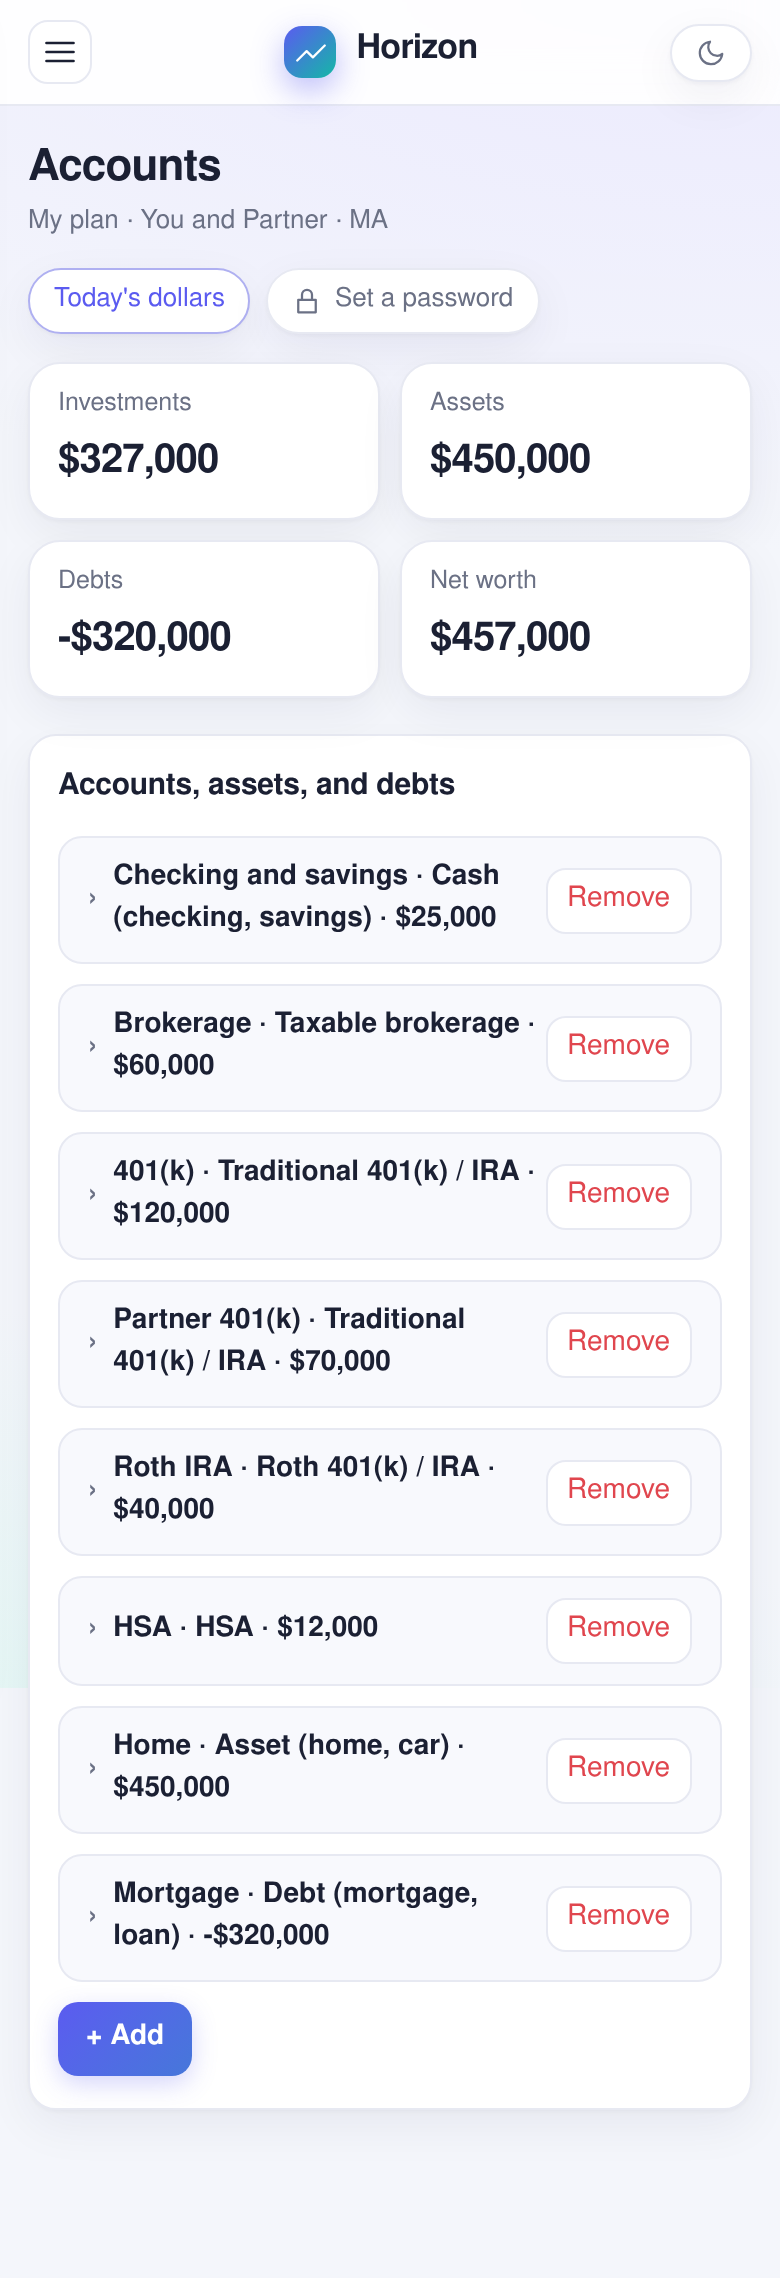 Horizon
Accounts
My plan · You and Partner · MA
Today's dollars
Set a password
Investments
$327,000
Assets
$450,000
Debts
-$320,000
Net worth
$457,000
Accounts, assets, and debts
Checking and savings · Cash
(checking, savings) · $25,000
Remove
Brokerage · Taxable brokerage ·
$60,000
Remove
401(k) · Traditional 401(k) / IRA ·
$120,000
Remove
Partner 401(k) · Traditional
401(k) / IRA · $70,000
Remove
Roth IRA · Roth 401(k) / IRA ·
$40,000
Remove
HSA · HSA · $12,000
Remove
Home · Asset (home, car) ·
$450,000
Remove
Mortgage · Debt (mortgage,
loan) · -$320,000
Remove
+ Add